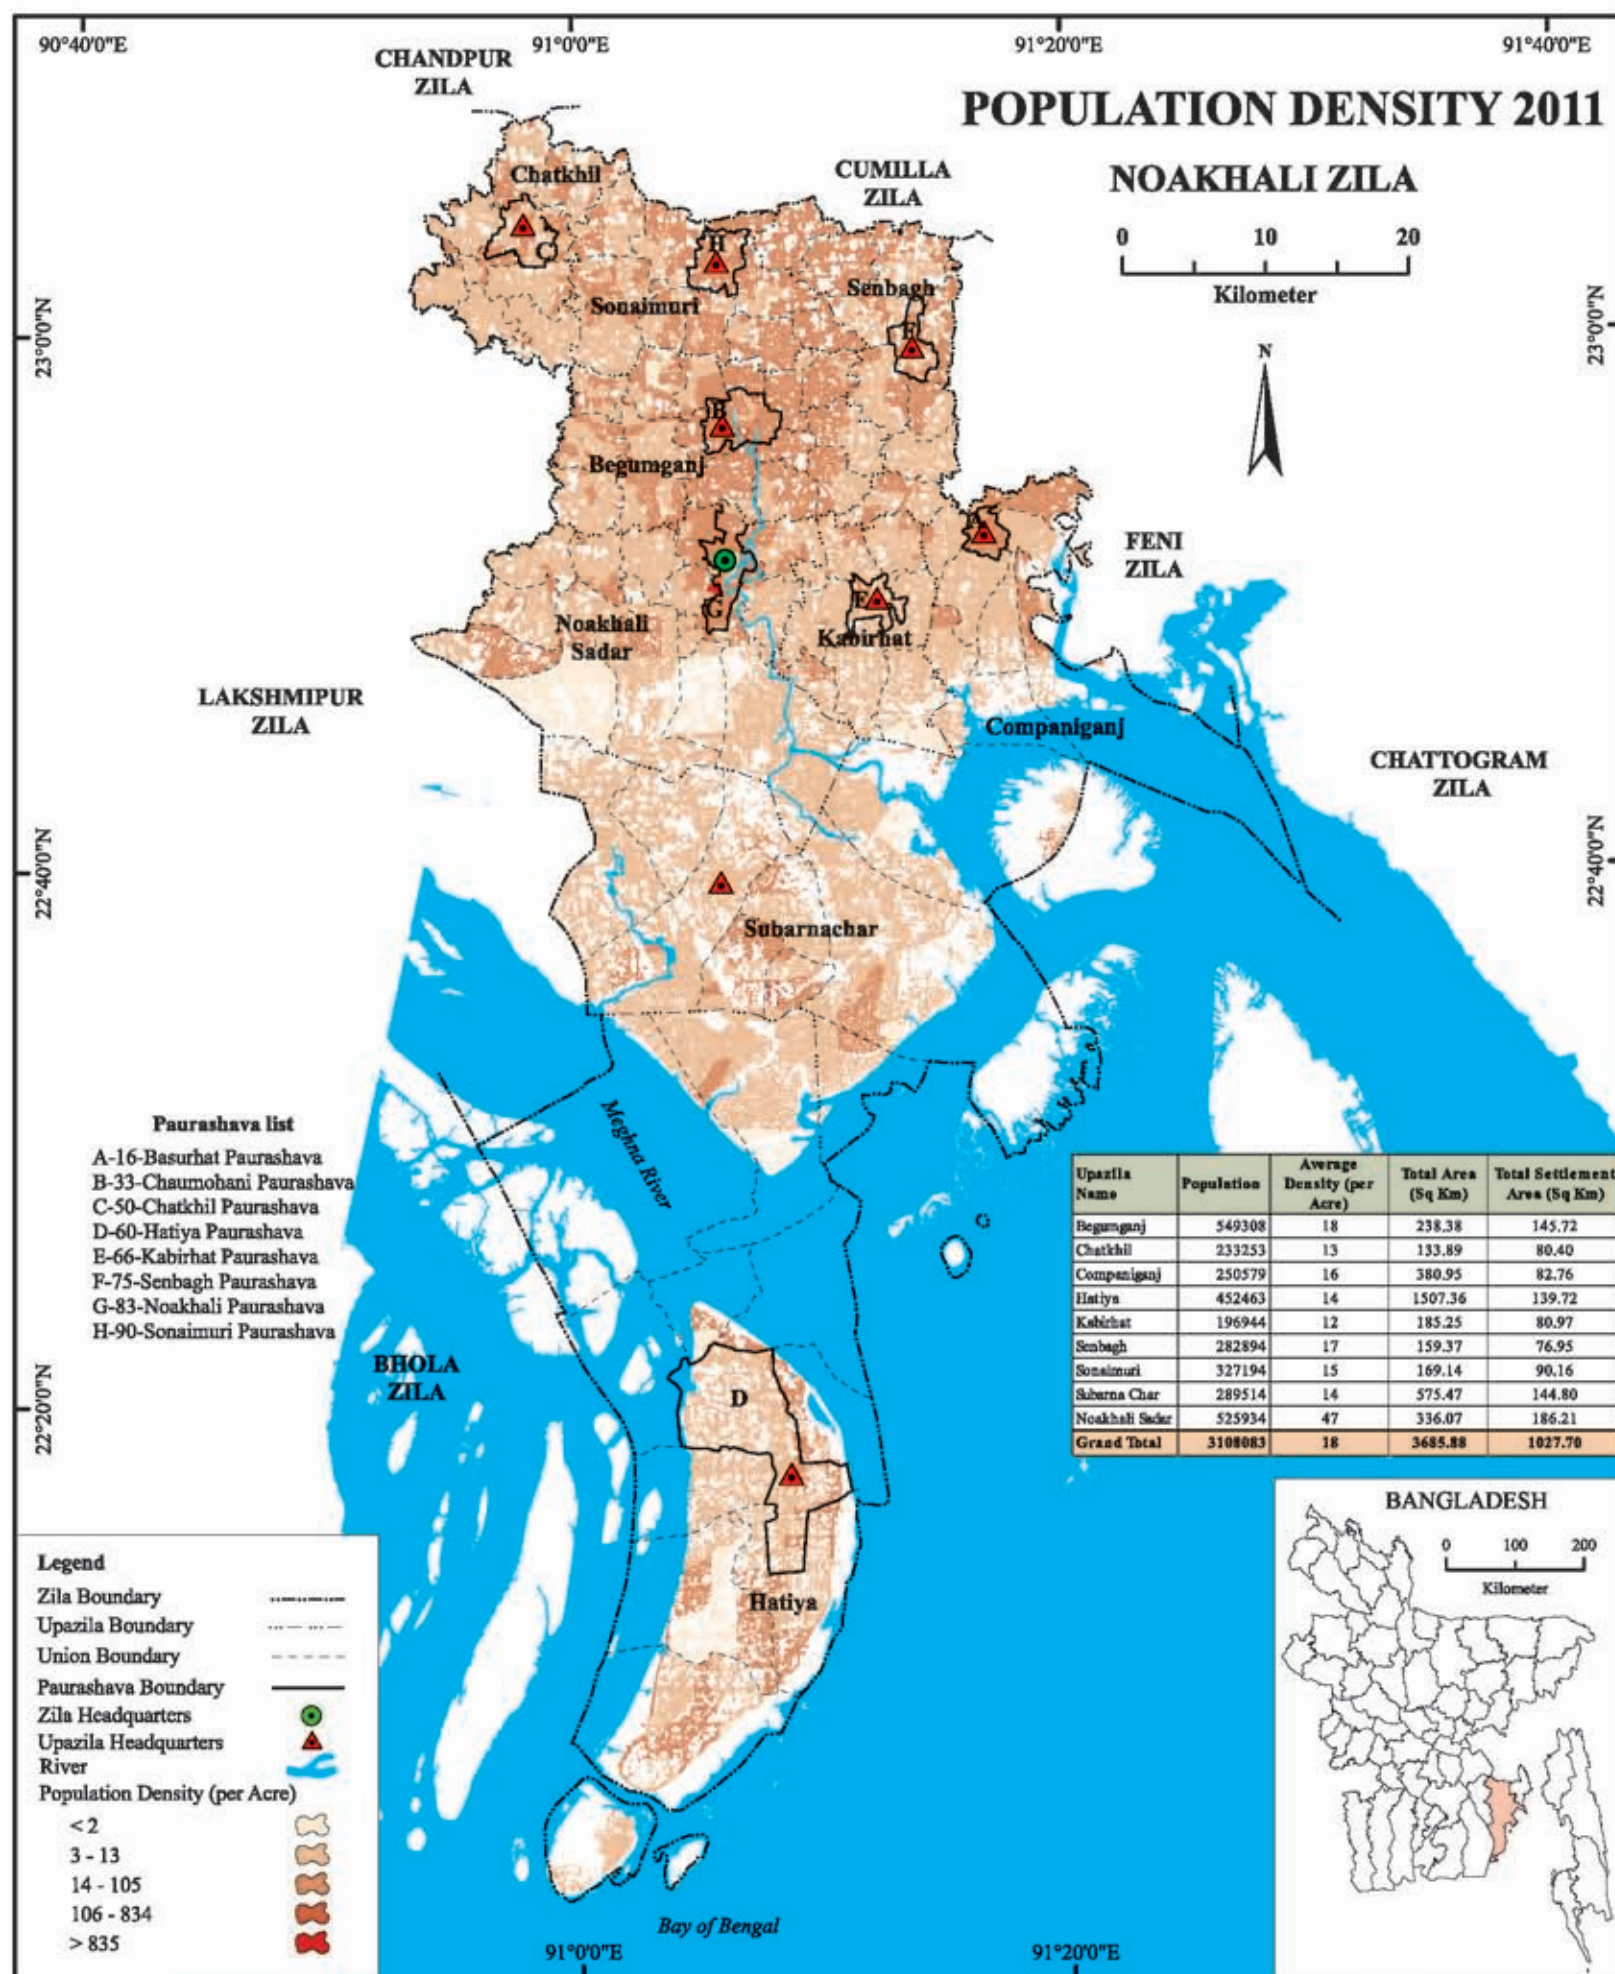 90°40'0"E
91°0'0"E
91°20'0"E
91°40'0"E
CHANDPUR
ZILA
POPULATION DENSITY 2011
NOAKHALI ZILA
CUMILLA
ZILA
0 10 20
Kilometer
N
23°0'0"N
23°0'0"N
Chatkhil
C
H
Senbagh
Sonaimuri
F
B
Begumganj
A
FENI
ZILA
E
G
Noakhali
Sadar
Kabirhat
LAKSHMIPUR
ZILA
Companiganj
CHATTOGRAM
ZILA
22°40'0"N
22°40'0"N
Subarnachar
Meghna River
Paurashava list
A-16-Basurhat Paurashava
B-33-Chaumohani Paurashava
C-50-Chatkhil Paurashava
D-60-Hatiya Paurashava
E-66-Kabirhat Paurashava
F-75-Senbagh Paurashava
G-83-Noakhali Paurashava
H-90-Sonaimuri Paurashava
Upazila Name Population Average Density (per Acre) Total Area (Sq Km) Total Settlement Area (Sq Km)
Begumganj 549308 18 238.38 145.72
Chatkhil 233253 13 133.89 80.40
Companiganj 250579 16 380.95 82.76
Hatiya 452463 14 1507.36 139.72
Kabirhat 196944 12 185.25 80.97
Senbagh 282894 17 159.37 76.95
Sonaimuri 327194 15 169.14 90.16
Subarna Char 289514 14 575.47 144.80
Noakhali Sadar 525934 47 336.07 186.21
Grand Total 3108083 18 3685.88 1027.70
BHOLA
ZILA
22°20'0"N
D
Hatiya
Legend
Zila Boundary
Upazila Boundary
Union Boundary
Paurashava Boundary
Zila Headquarters
Upazila Headquarters
River
Population Density (per Acre)
< 2
3 - 13
14 - 105
106 - 834
> 835
BANGLADESH
0 100 200
Kilometer
Bay of Bengal
91°0'0"E
91°20'0"E